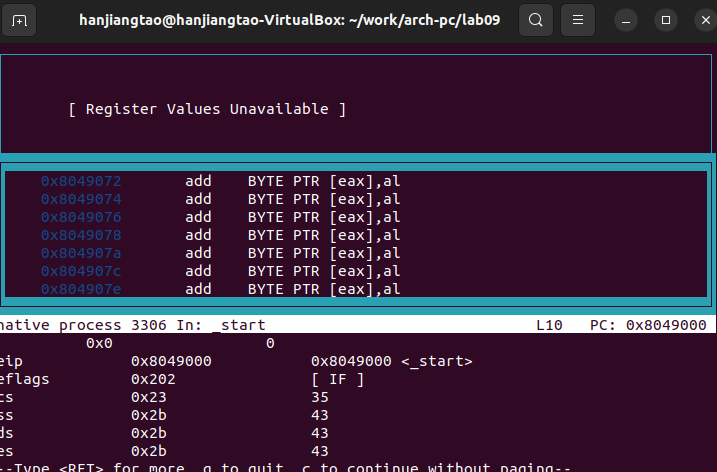 hanjiangtao@hanjiangtao-VirtualBox: ~/work/arch-pc/lab09
[ Register Values Unavailable ]
0x8049072 add BYTE PTR [eax],al
0x8049074 add BYTE PTR [eax],al
0x8049076 add BYTE PTR [eax],al
0x8049078 add BYTE PTR [eax],al
0x804907a add BYTE PTR [eax],al
0x804907c add BYTE PTR [eax],al
0x804907e add BYTE PTR [eax],al
native process 3306 In: _start L10 PC: 0x8049000
0x0 0
eip 0x8049000 0x8049000 <_start>
eflags 0x202 [ IF ]
cs 0x23 35
ss 0x2b 43
ds 0x2b 43
es 0x2b 43
--Type <RET> for more, q to quit, c to continue without paging--